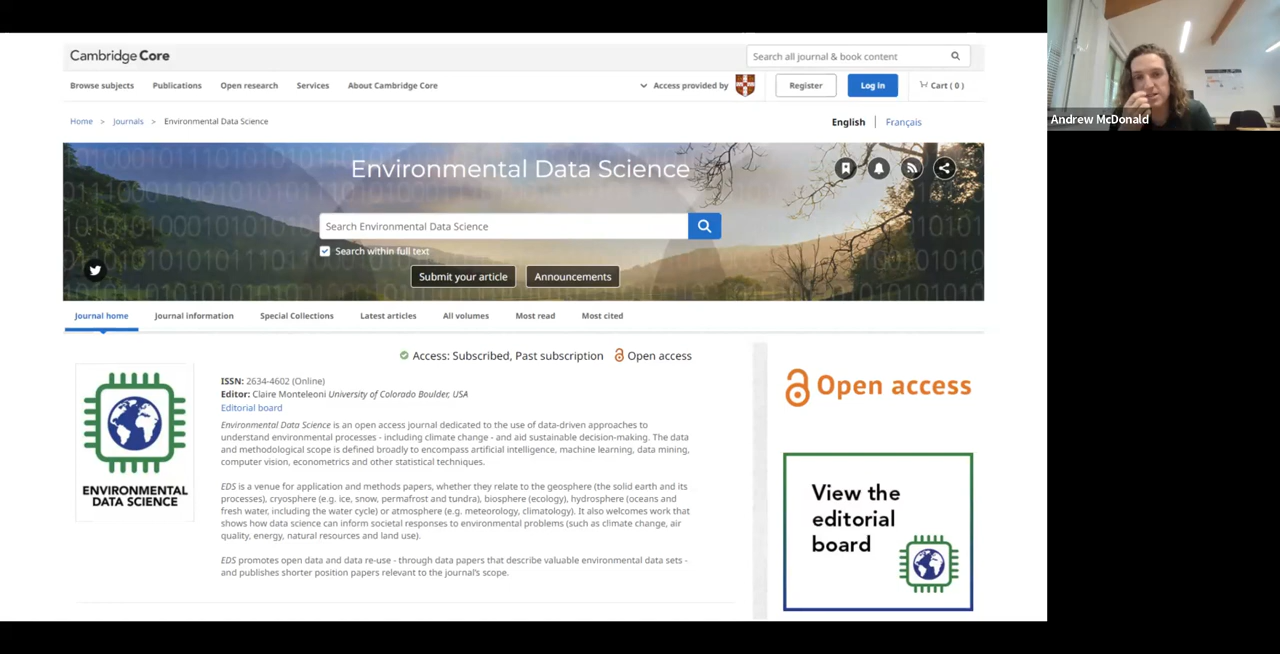 Cambridge Core
Search all journal & book content
Browse subjects Publications Open research Services About Cambridge Core Access provided by Register Log in Cart ( 0 )
Home > Journals > Environmental Data Science English | Français
Environmental Data Science
Search Environmental Data Science
Search within full text
Submit your article Announcements
Journal home Journal information Special Collections Latest articles All volumes Most read Most cited
Access: Subscribed, Past subscription Open access
ISSN: 2634-4602 (Online)
Editor: Claire Monteleoni University of Colorado Boulder, USA
Editorial board
Environmental Data Science is an open access journal dedicated to the use of data-driven approaches to
understand environmental processes - including climate change - and aid sustainable decision-making. The data
and methodological scope is defined broadly to encompass artificial intelligence, machine learning, data mining,
computer vision, econometrics and other statistical techniques.
EDS is a venue for application and methods papers, whether they relate to the geosphere (the solid earth and its
processes), cryosphere (e.g. ice, snow, permafrost and tundra), biosphere (ecology), hydrosphere (oceans and
fresh water, including the water cycle) or atmosphere (e.g. meteorology, climatology). It also welcomes work that
shows how data science can inform societal responses to environmental problems (such as climate change, air
quality, energy, natural resources and land use).
EDS promotes open data and data re-use - through data papers that describe valuable environmental data sets -
and publishes shorter position papers relevant to the journal's scope.
ENVIRONMENTAL
DATA SCIENCE
Open access
View the
editorial
board
Andrew McDonald